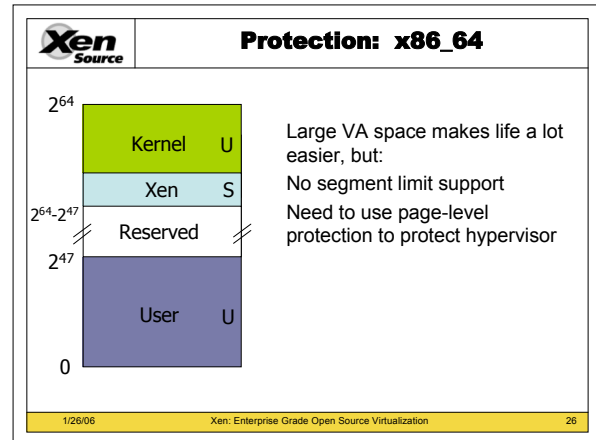 Xen
Source
Protection: x86_64
2⁶⁴
Kernel U
Xen S
2⁶⁴-2⁴⁷
Reserved
2⁴⁷
User U
0
Large VA space makes life a lot
easier, but:
No segment limit support
Need to use page-level
protection to protect hypervisor
1/26/06 Xen: Enterprise Grade Open Source Virtualization 26